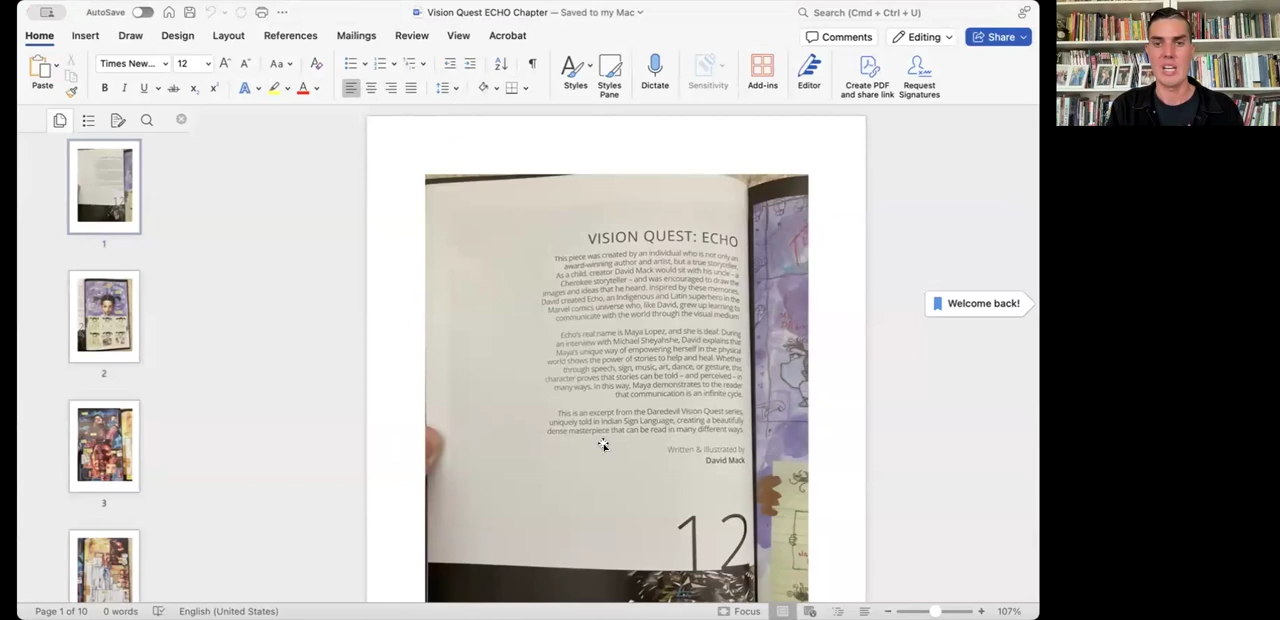 AutoSave
Vision Quest ECHO Chapter — Saved to my Mac
Search (Cmd + Ctrl + U)
Home Insert Draw Design Layout References Mailings Review View Acrobat
Comments Editing Share
Paste
Times New... 12
A A Aa
B I U ab x₂ x² A A
Styles
Styles
Pane
Dictate
Sensitivity
Add-ins
Editor
Create PDF
and share link
Request
Signatures
1
2
3
VISION QUEST: ECHO
This piece was created by an individual who is not only an
award-winning author and artist, but a true storyteller.
As a child, creator David Mack would sit with his uncle – a
Cherokee storyteller – and was encouraged to draw the
images and ideas that he heard. Inspired by these memories,
David created Echo, an Indigenous and Latin superhero in the
Marvel comics universe who, like David, grew up learning to
communicate with the world through the visual medium.
Echo's real name is Maya Lopez, and she is deaf. During
an interview with Michael Sheyahshe, David explains that
Maya's unique way of empowering herself in the physical
world shows the power of stories to help and heal. Whether
through speech, sign, music, art, dance, or gesture, this
character proves that stories can be told – and perceived – in
many ways. In this way, Maya demonstrates to the reader
that communication is an infinite cycle.
This is an excerpt from the Daredevil Vision Quest series,
uniquely told in Indian Sign Language, creating a beautifully
dense masterpiece that can be read in many different ways.
Written & Illustrated by
David Mack
12
Welcome back!
Page 1 of 10 0 words English (United States) Focus 107%